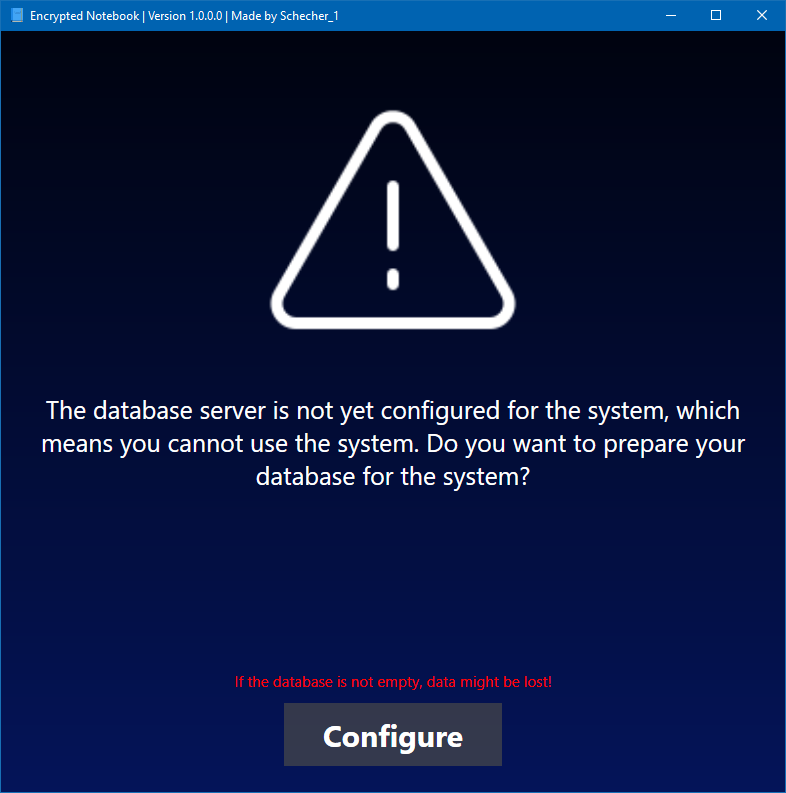 Encrypted Notebook | Version 1.0.0.0 | Made by Schecher_1
The database server is not yet configured for the system, which
means you cannot use the system. Do you want to prepare your
database for the system?
If the database is not empty, data might be lost!
Configure